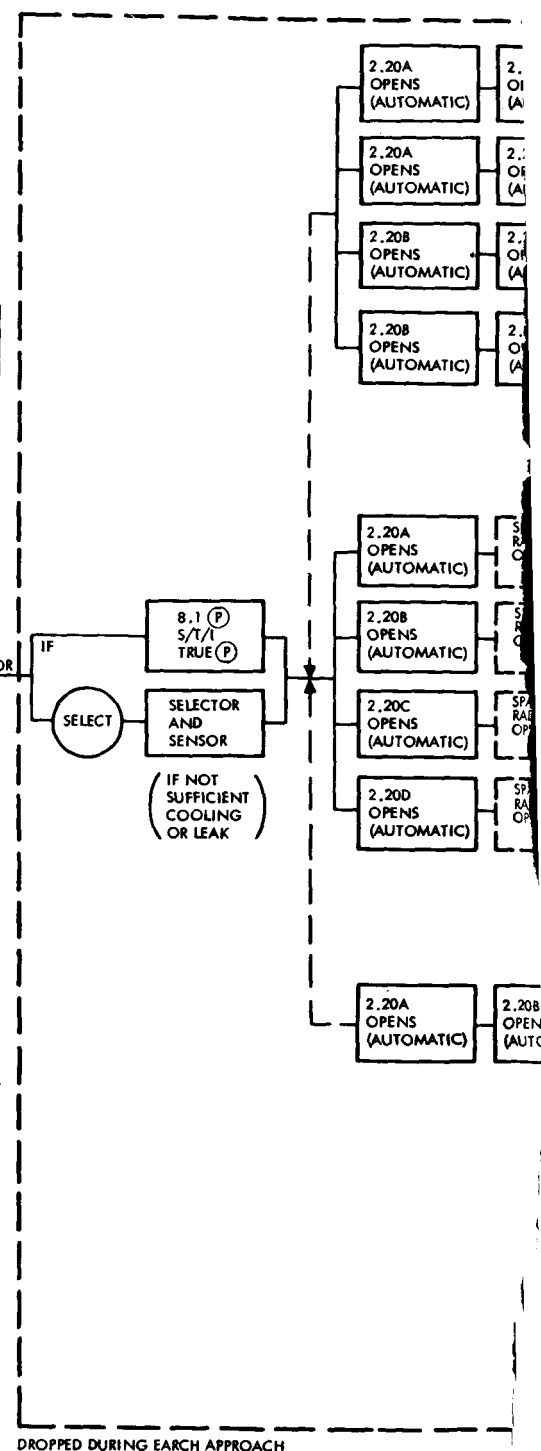 2.20A
OPENS
(AUTOMATIC)
2.20A
OPENS
(AUTOMATIC)
2.20B
OPENS
(AUTOMATIC)
2.20B
OPENS
(AUTOMATIC)
IF
8.1 Ⓟ
S/T/I
TRUE Ⓟ
SELECT
SELECTOR
AND
SENSOR
(IF NOT
SUFFICIENT
COOLING
OR LEAK)
2.20A
OPENS
(AUTOMATIC)
2.20B
OPENS
(AUTOMATIC)
2.20C
OPENS
(AUTOMATIC)
2.20D
OPENS
(AUTOMATIC)
2.20A
OPENS
(AUTOMATIC)
2.20B
DROPPED DURING EARCH APPROACH